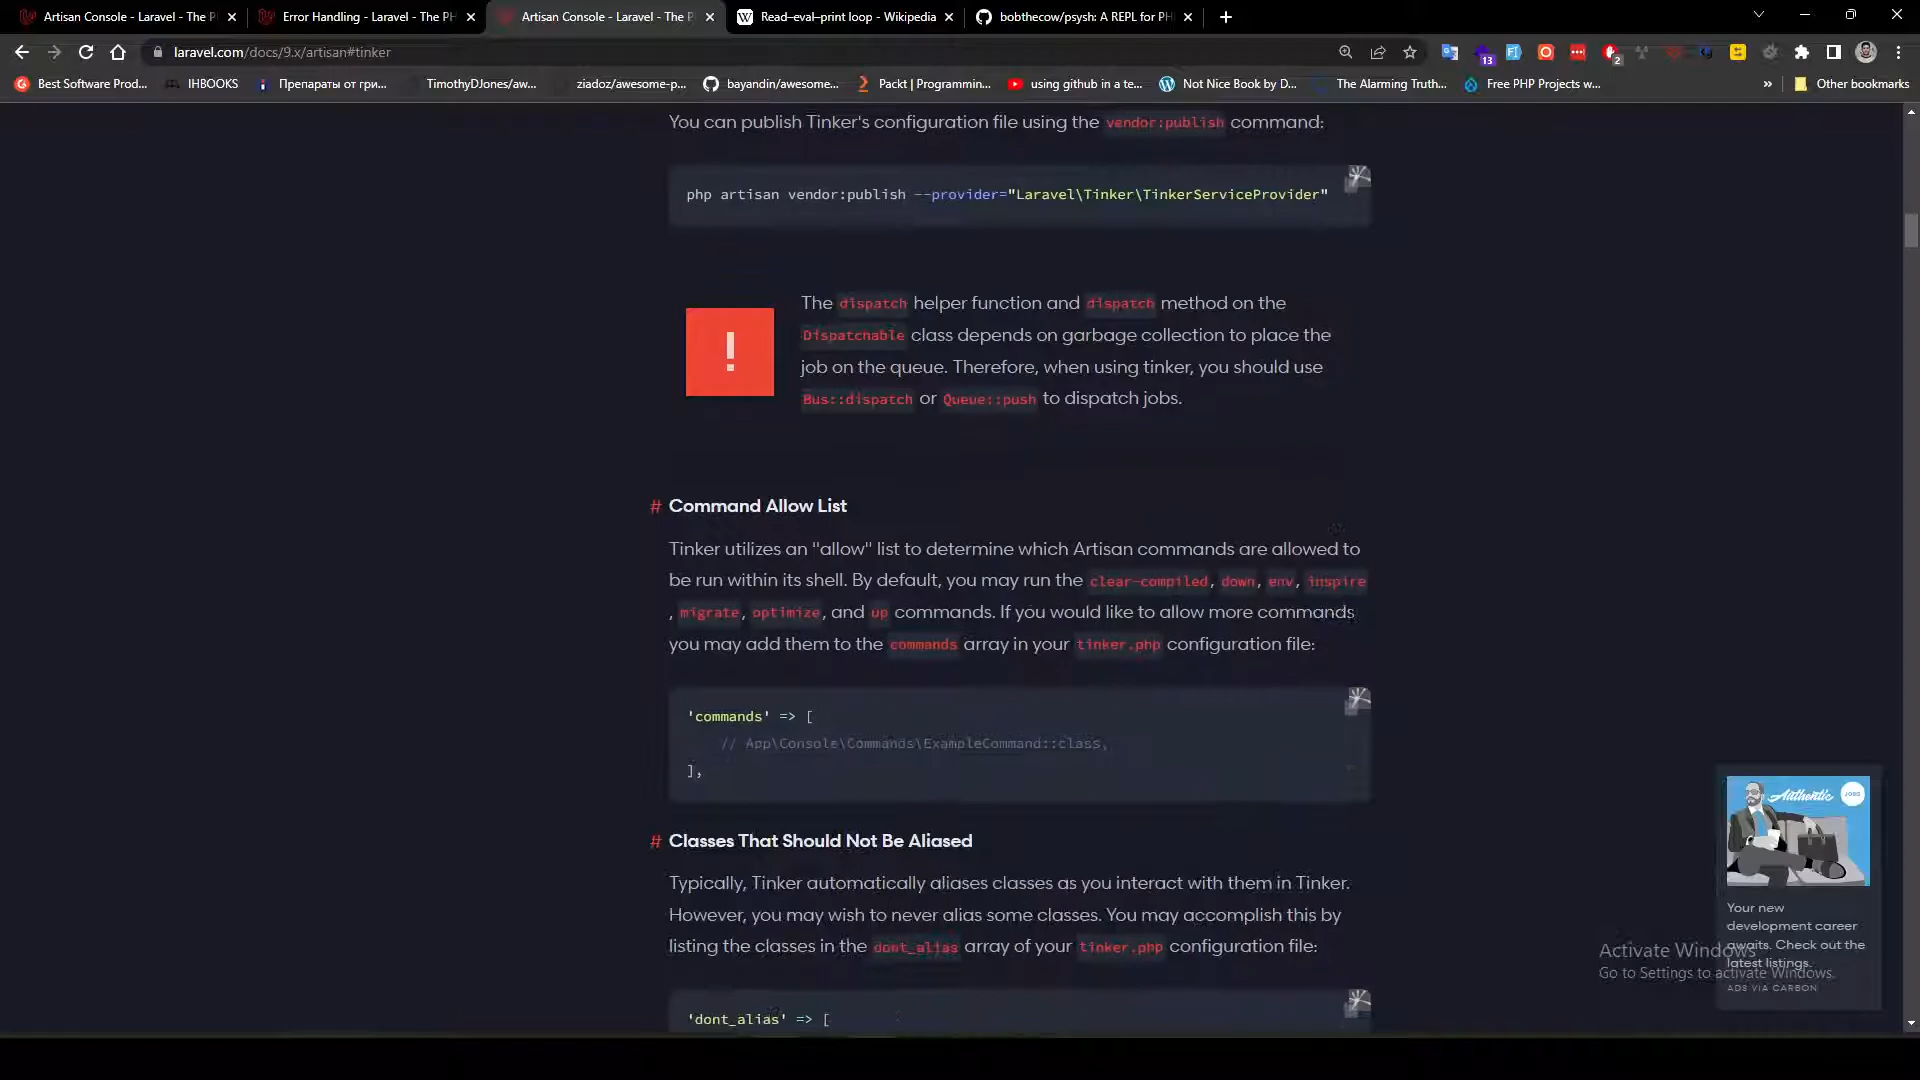 Artisan Console - Laravel - The P
Error Handling - Laravel - The PH
Artisan Console - Laravel - The P
Read–eval–print loop - Wikipedia
bobthecow/psysh: A REPL for PH
laravel.com/docs/9.x/artisan#tinker
13
2
Best Software Prod...
IHBOOKS
Препараты от гри...
TimothyDJones/aw...
ziadoz/awesome-p...
bayandin/awesome...
Packt | Programmin...
using github in a te...
Not Nice Book by D...
The Alarming Truth...
Free PHP Projects w...
»
Other bookmarks
You can publish Tinker's configuration file using the vendor:publish command:
php artisan vendor:publish --provider="Laravel\Tinker\TinkerServiceProvider"
!
The dispatch helper function and dispatch method on the
Dispatchable class depends on garbage collection to place the
job on the queue. Therefore, when using tinker, you should use
Bus::dispatch or Queue::push to dispatch jobs.
# Command Allow List
Tinker utilizes an "allow" list to determine which Artisan commands are allowed to
be run within its shell. By default, you may run the clear-compiled, down, env, inspire
, migrate, optimize, and up commands. If you would like to allow more commands
you may add them to the commands array in your tinker.php configuration file:
'commands' => [
// App\Console\Commands\ExampleCommand::class,
],
# Classes That Should Not Be Aliased
Typically, Tinker automatically aliases classes as you interact with them in Tinker.
However, you may wish to never alias some classes. You may accomplish this by
listing the classes in the dont_alias array of your tinker.php configuration file:
'dont_alias' => [
Authentic
JOBS
Your new
development career
awaits. Check out the
latest listings.
ADS VIA CARBON
Activate Windows
Go to Settings to activate Windows.